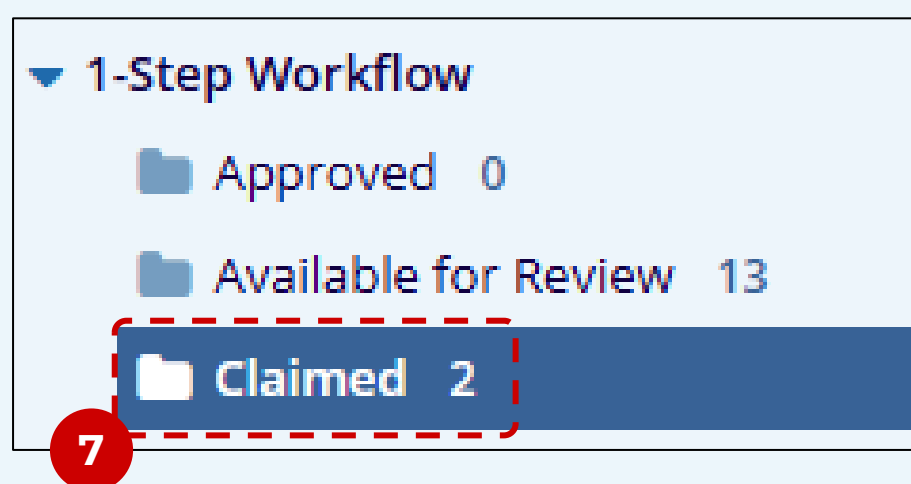 1-Step Workflow
Approved 0
Available for Review 13
Claimed 2
7